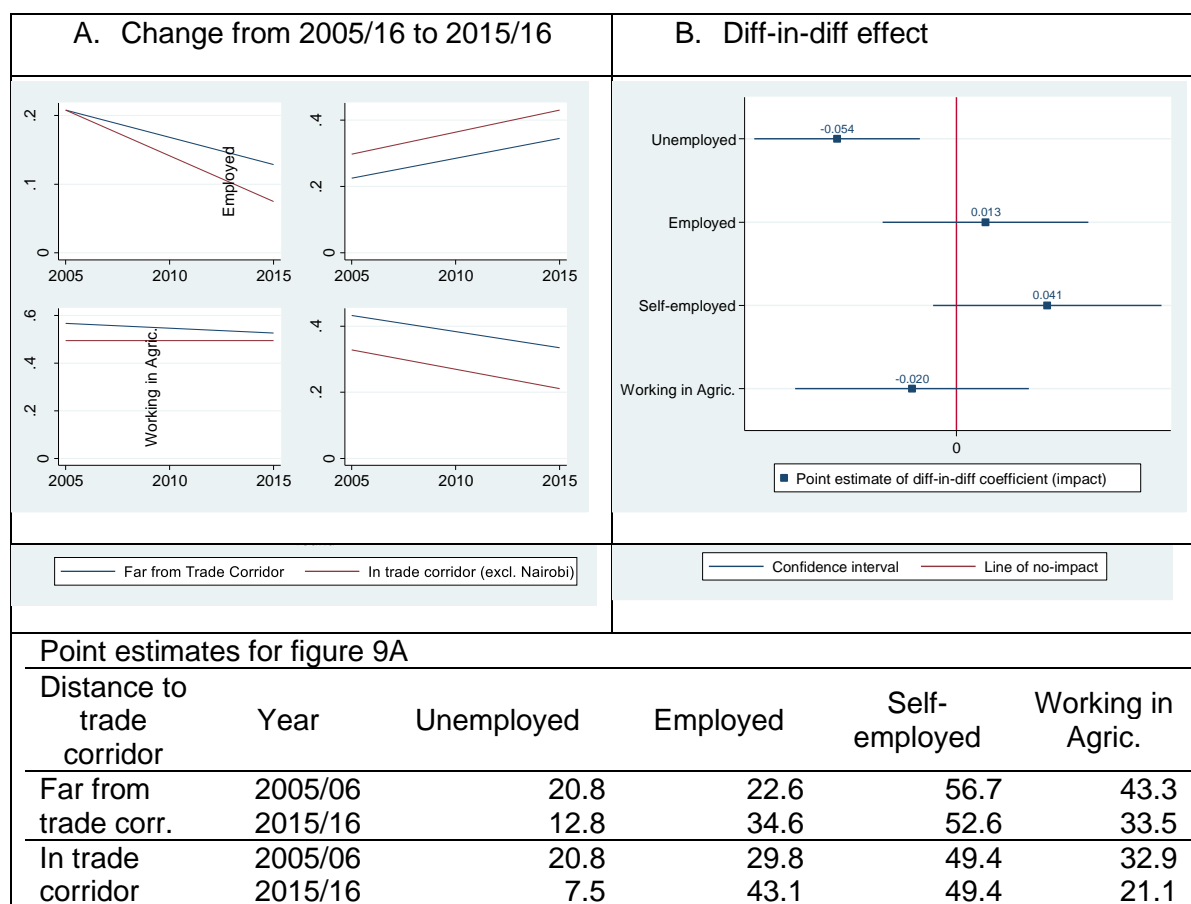 A. Change from 2005/16 to 2015/16
B. Diff-in-diff effect
.2
.1
0
2005 2010 2015
Employed
.4
.2
0
2005 2010 2015
.6
.4
.2
0
2005 2010 2015
Working in Agric.
.4
.2
0
2005 2010 2015
Far from Trade Corridor In trade corridor (excl. Nairobi)
Unemployed
-0.054
Employed
0.013
Self-employed
0.041
Working in Agric.
-0.020
0
Point estimate of diff-in-diff coefficient (impact)
Confidence interval Line of no-impact
Point estimates for figure 9A
Distance to
trade
corridor
Year
Unemployed
Employed
Self-
employed
Working in
Agric.
Far from 2005/06 20.8 22.6 56.7 43.3
trade corr. 2015/16 12.8 34.6 52.6 33.5
In trade 2005/06 20.8 29.8 49.4 32.9
corridor 2015/16 7.5 43.1 49.4 21.1